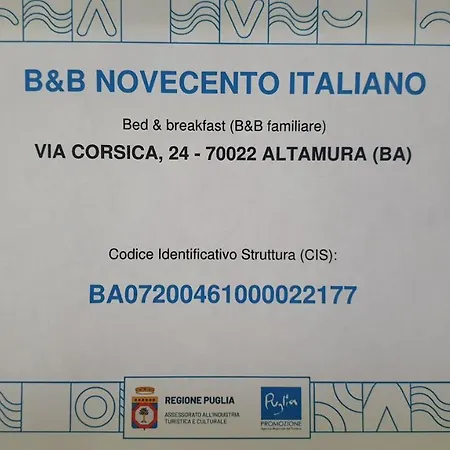 B&B NOVECENTO ITALIANO
Bed & breakfast (B&B familiare)
VIA CORSICA, 24 - 70022 ALTAMURA (BA)
Codice Identificativo Struttura (CIS):
BA07200461000022177
REGIONE PUGLIA
ASSESSORATO ALL'INDUSTRIA
TURISTICA E CULTURALE
Puglia
PROMOZIONE